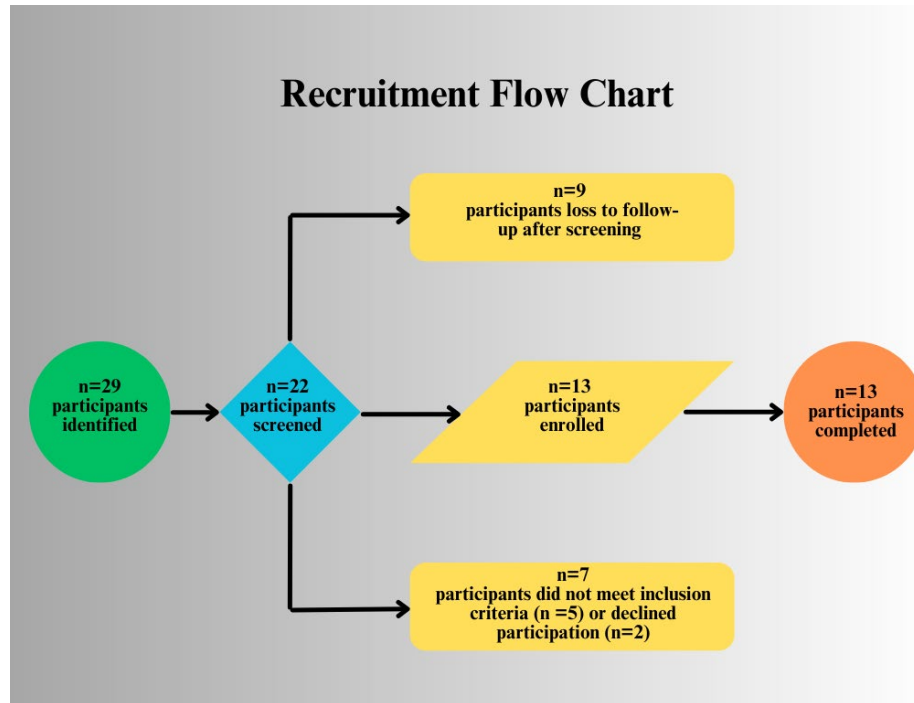 Recruitment Flow Chart
n=9
participants loss to follow-
up after screening
n=29
participants
identified
n=22
participants
screened
n=13
participants
enrolled
n=13
participants
completed
n=7
participants did not meet inclusion
criteria (n =5) or declined
participation (n=2)